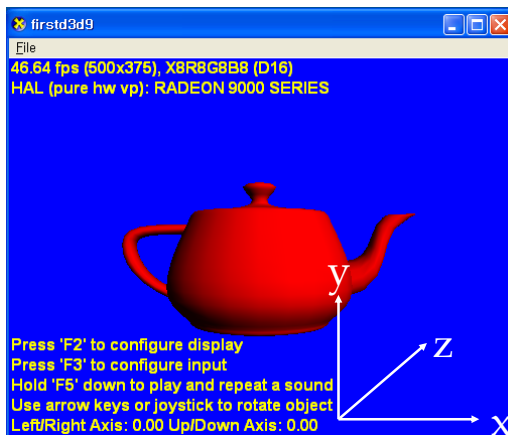 firstd3d9
File
46.64 fps (500x375), X8R8G8B8 (D16)
HAL (pure hw vp): RADEON 9000 SERIES
y
z
Press 'F2' to configure display
Press 'F3' to configure input
Hold 'F5' down to play and repeat a sound
Use arrow keys or joystick to rotate object
Left/Right Axis: 0.00 Up/Down Axis: 0.00
x